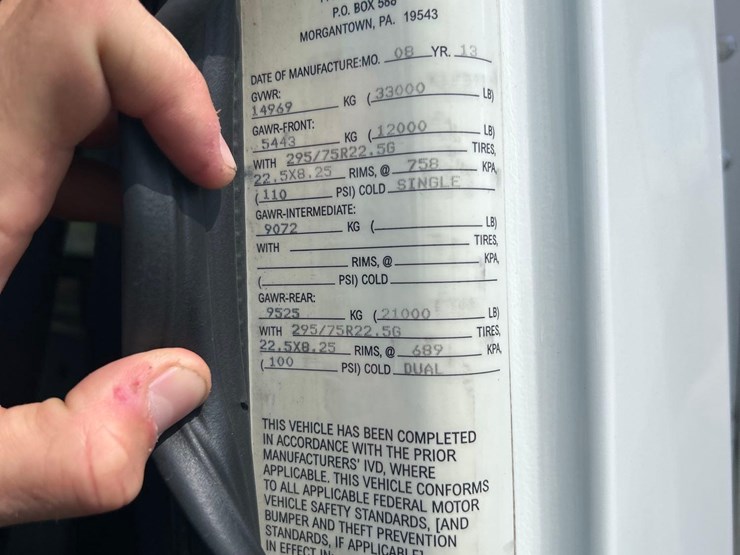 P.O. BOX 588
MORGANTOWN, PA. 19543
DATE OF MANUFACTURE:MO. 08 YR. 13
GVWR:
14969 KG (33000 LB)
GAWR-FRONT:
5443 KG (12000 LB)
WITH 295/75R22.5G TIRES,
22.5X8.25 RIMS, @ 758 KPA
(110 PSI) COLD SINGLE
GAWR-INTERMEDIATE:
9072 KG ( LB)
WITH TIRES,
RIMS, @ KPA,
( PSI) COLD
GAWR-REAR:
9525 KG (21000 LB)
WITH 295/75R22.5G TIRES,
22.5X8.25 RIMS, @ 689 KPA,
(100 PSI) COLD DUAL
THIS VEHICLE HAS BEEN COMPLETED
IN ACCORDANCE WITH THE PRIOR
MANUFACTURERS' IVD, WHERE
APPLICABLE. THIS VEHICLE CONFORMS
TO ALL APPLICABLE FEDERAL MOTOR
VEHICLE SAFETY STANDARDS, [AND
BUMPER AND THEFT PREVENTION
STANDARDS, IF APPLICABLE]
IN EFFECT IN